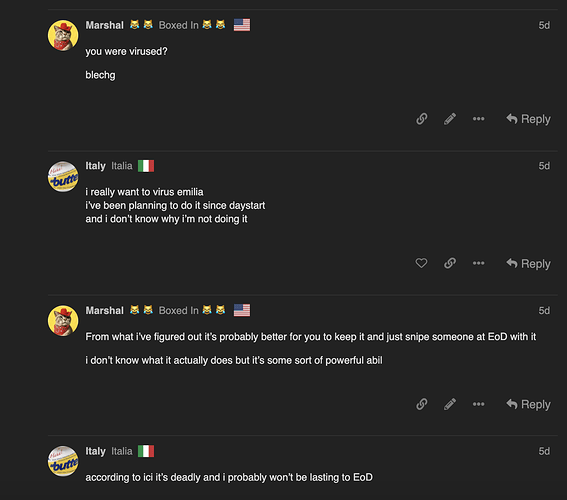 Marshal 😹 😹 Boxed In 😹 😹 5d
you were virused?
blechg
Reply
Italy Italia 5d
i really want to virus emilia
i've been planning to do it since daystart
and i don't know why i'm not doing it
Reply
Marshal 😹 😹 Boxed In 😹 😹 5d
From what i've figured out it's probably better for you to keep it and just snipe someone at EoD with it
i don't know what it actually does but it's some sort of powerful abil
Reply
Italy Italia 5d
butte
according to ici it's deadly and i probably won't be lasting to EoD